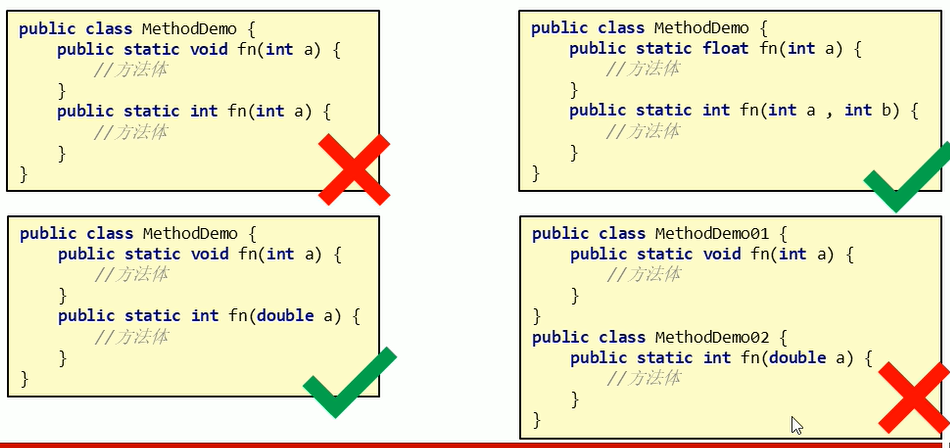 public class MethodDemo {
    public static void fn(int a) {
        //方法体
    }
    public static int fn(int a) {
        //方法体
    }
}
public class MethodDemo {
    public static float fn(int a) {
        //方法体
    }
    public static int fn(int a , int b) {
        //方法体
    }
}
public class MethodDemo {
    public static void fn(int a) {
        //方法体
    }
    public static int fn(double a) {
        //方法体
    }
}
public class MethodDemo01 {
    public static void fn(int a) {
        //方法体
    }
}
public class MethodDemo02 {
    public static int fn(double a) {
        //方法体
    }
}